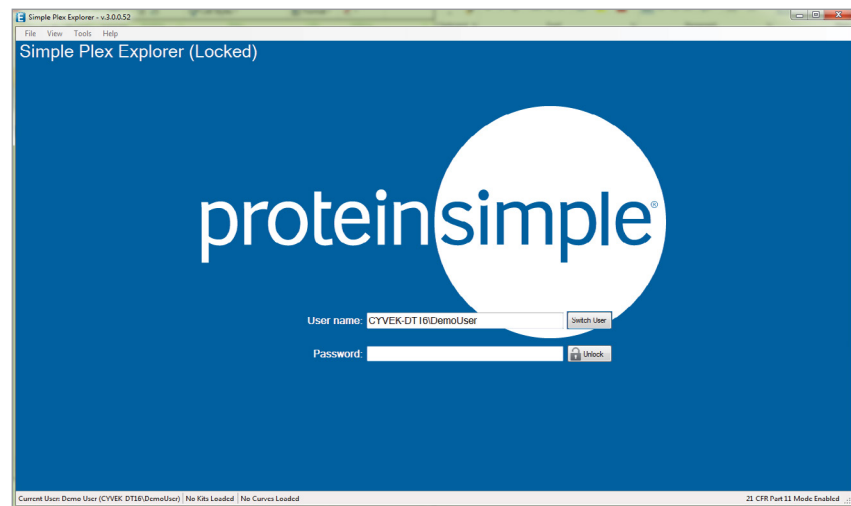 Simple Plex Explorer - v.3.0.0.52
File View Tools Help
Simple Plex Explorer (Locked)
proteinsimple®
User name: CYVEK-DT16\DemoUser Switch User
Password: Unlock
Current User: Demo User (CYVEK-DT16\DemoUser) No Kits Loaded No Curves Loaded 21 CFR Part 11 Mode Enabled